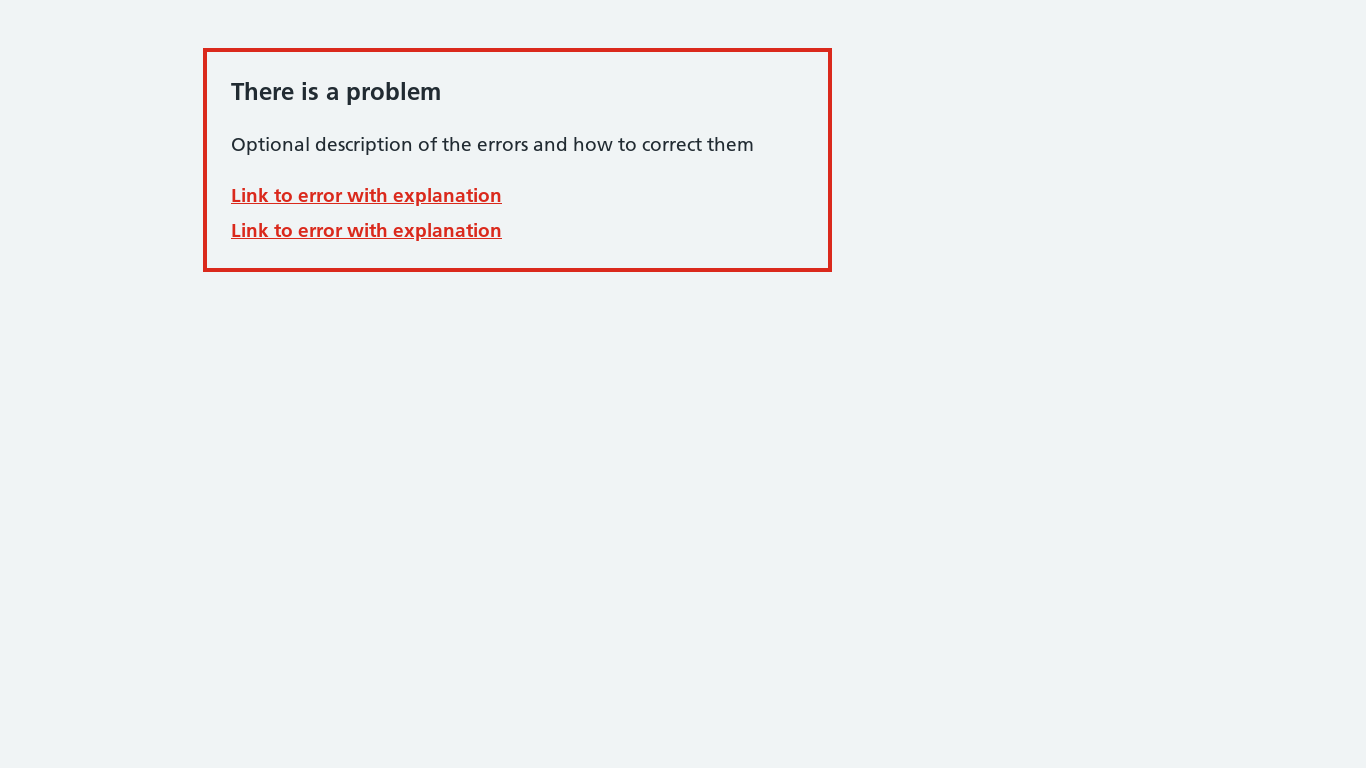 There is a problem
Optional description of the errors and how to correct them
Link to error with explanation
Link to error with explanation